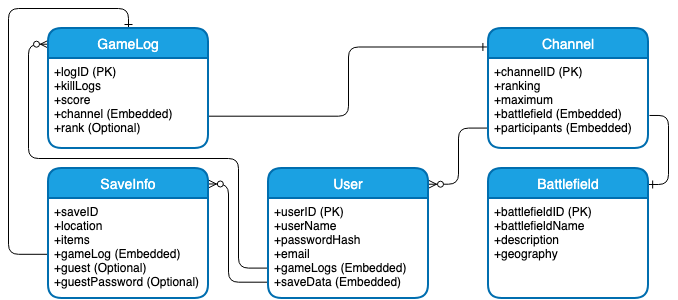 GameLog
+logID (PK)
+killLogs
+score
+channel (Embedded)
+rank (Optional)
Channel
+channelID (PK)
+ranking
+maximum
+battlefield (Embedded)
+participants (Embedded)
SaveInfo
+saveID
+location
+items
+gameLog (Embedded)
+guest (Optional)
+guestPassword (Optional)
User
+userID (PK)
+userName
+passwordHash
+email
+gameLogs (Embedded)
+saveData (Embedded)
Battlefield
+battlefieldID (PK)
+battlefieldName
+description
+geography